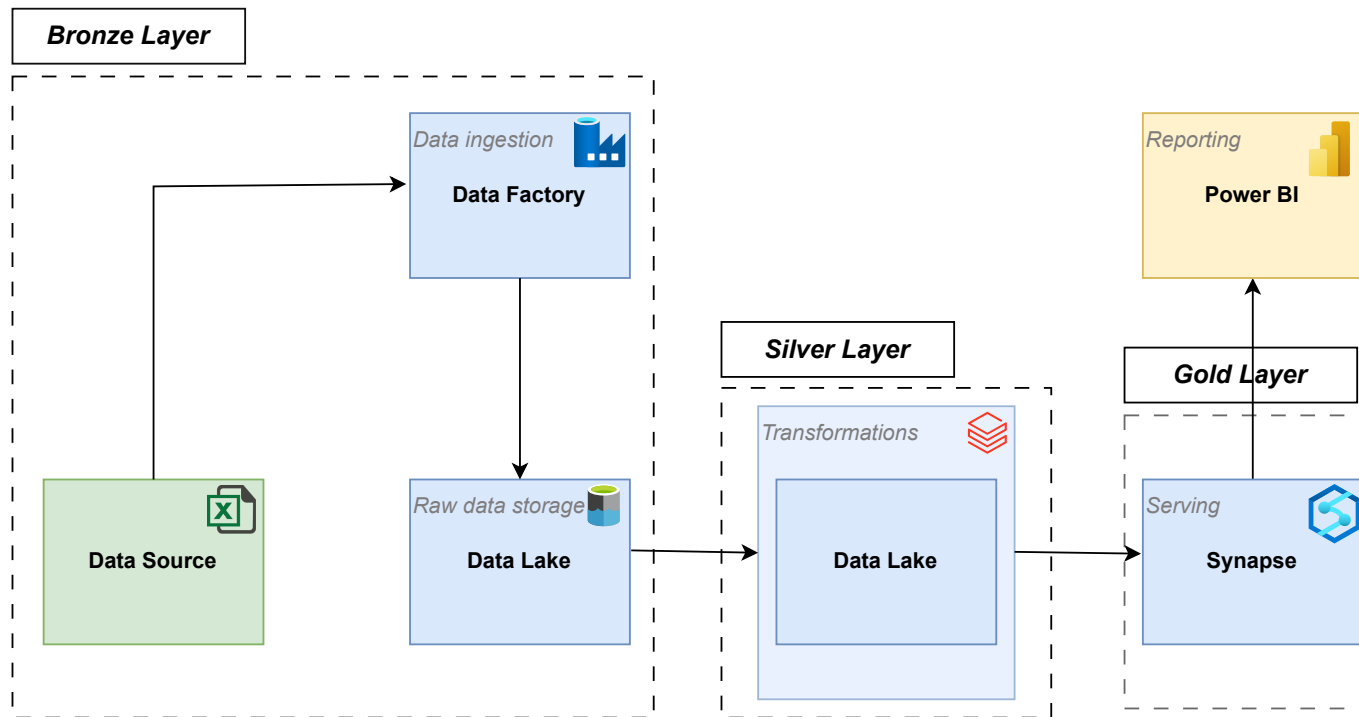 Bronze Layer
Data ingestion
Data Factory
Reporting
Power BI
Silver Layer
Gold Layer
Transformations
Data Source
Raw data storage
Data Lake
Data Lake
Serving
Synapse